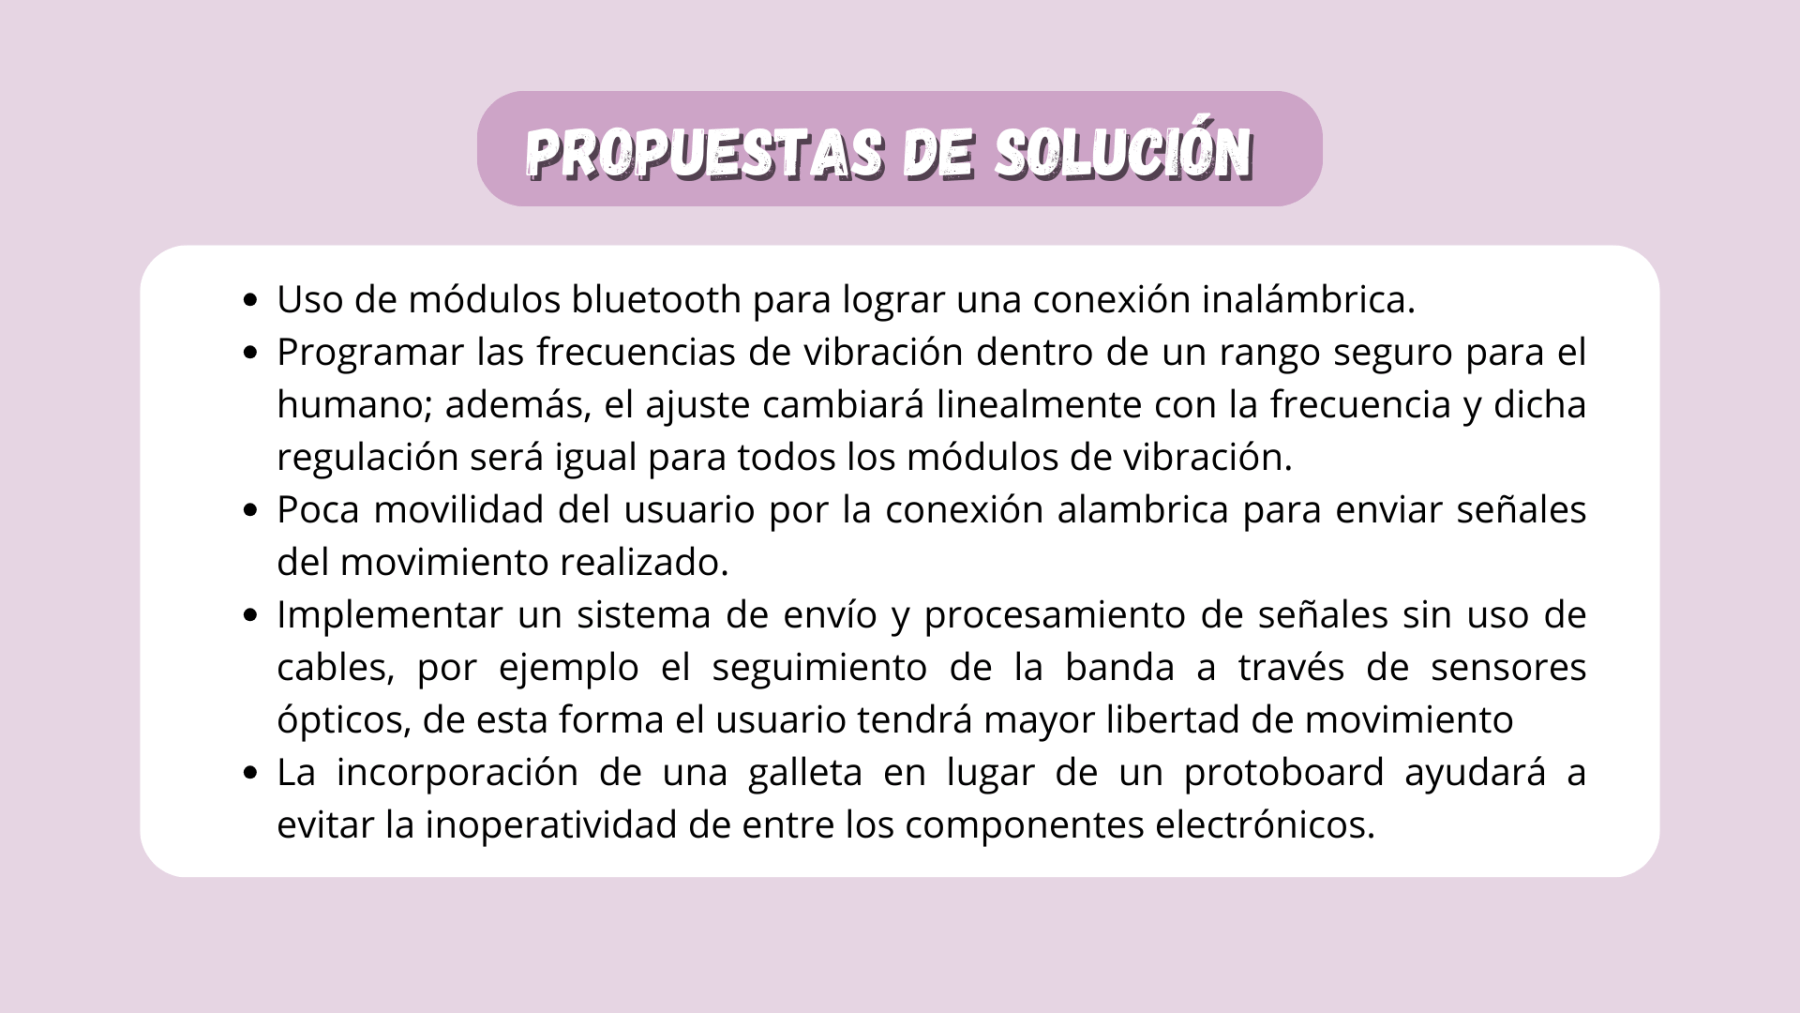 PROPUESTAS DE SOLUCIÓN
• Uso de módulos bluetooth para lograr una conexión inalámbrica.
• Programar las frecuencias de vibración dentro de un rango seguro para el
humano; además, el ajuste cambiará linealmente con la frecuencia y dicha
regulación será igual para todos los módulos de vibración.
• Poca movilidad del usuario por la conexión alambrica para enviar señales
del movimiento realizado.
• Implementar un sistema de envío y procesamiento de señales sin uso de
cables, por ejemplo el seguimiento de la banda a través de sensores
ópticos, de esta forma el usuario tendrá mayor libertad de movimiento
• La incorporación de una galleta en lugar de un protoboard ayudará a
evitar la inoperatividad de entre los componentes electrónicos.